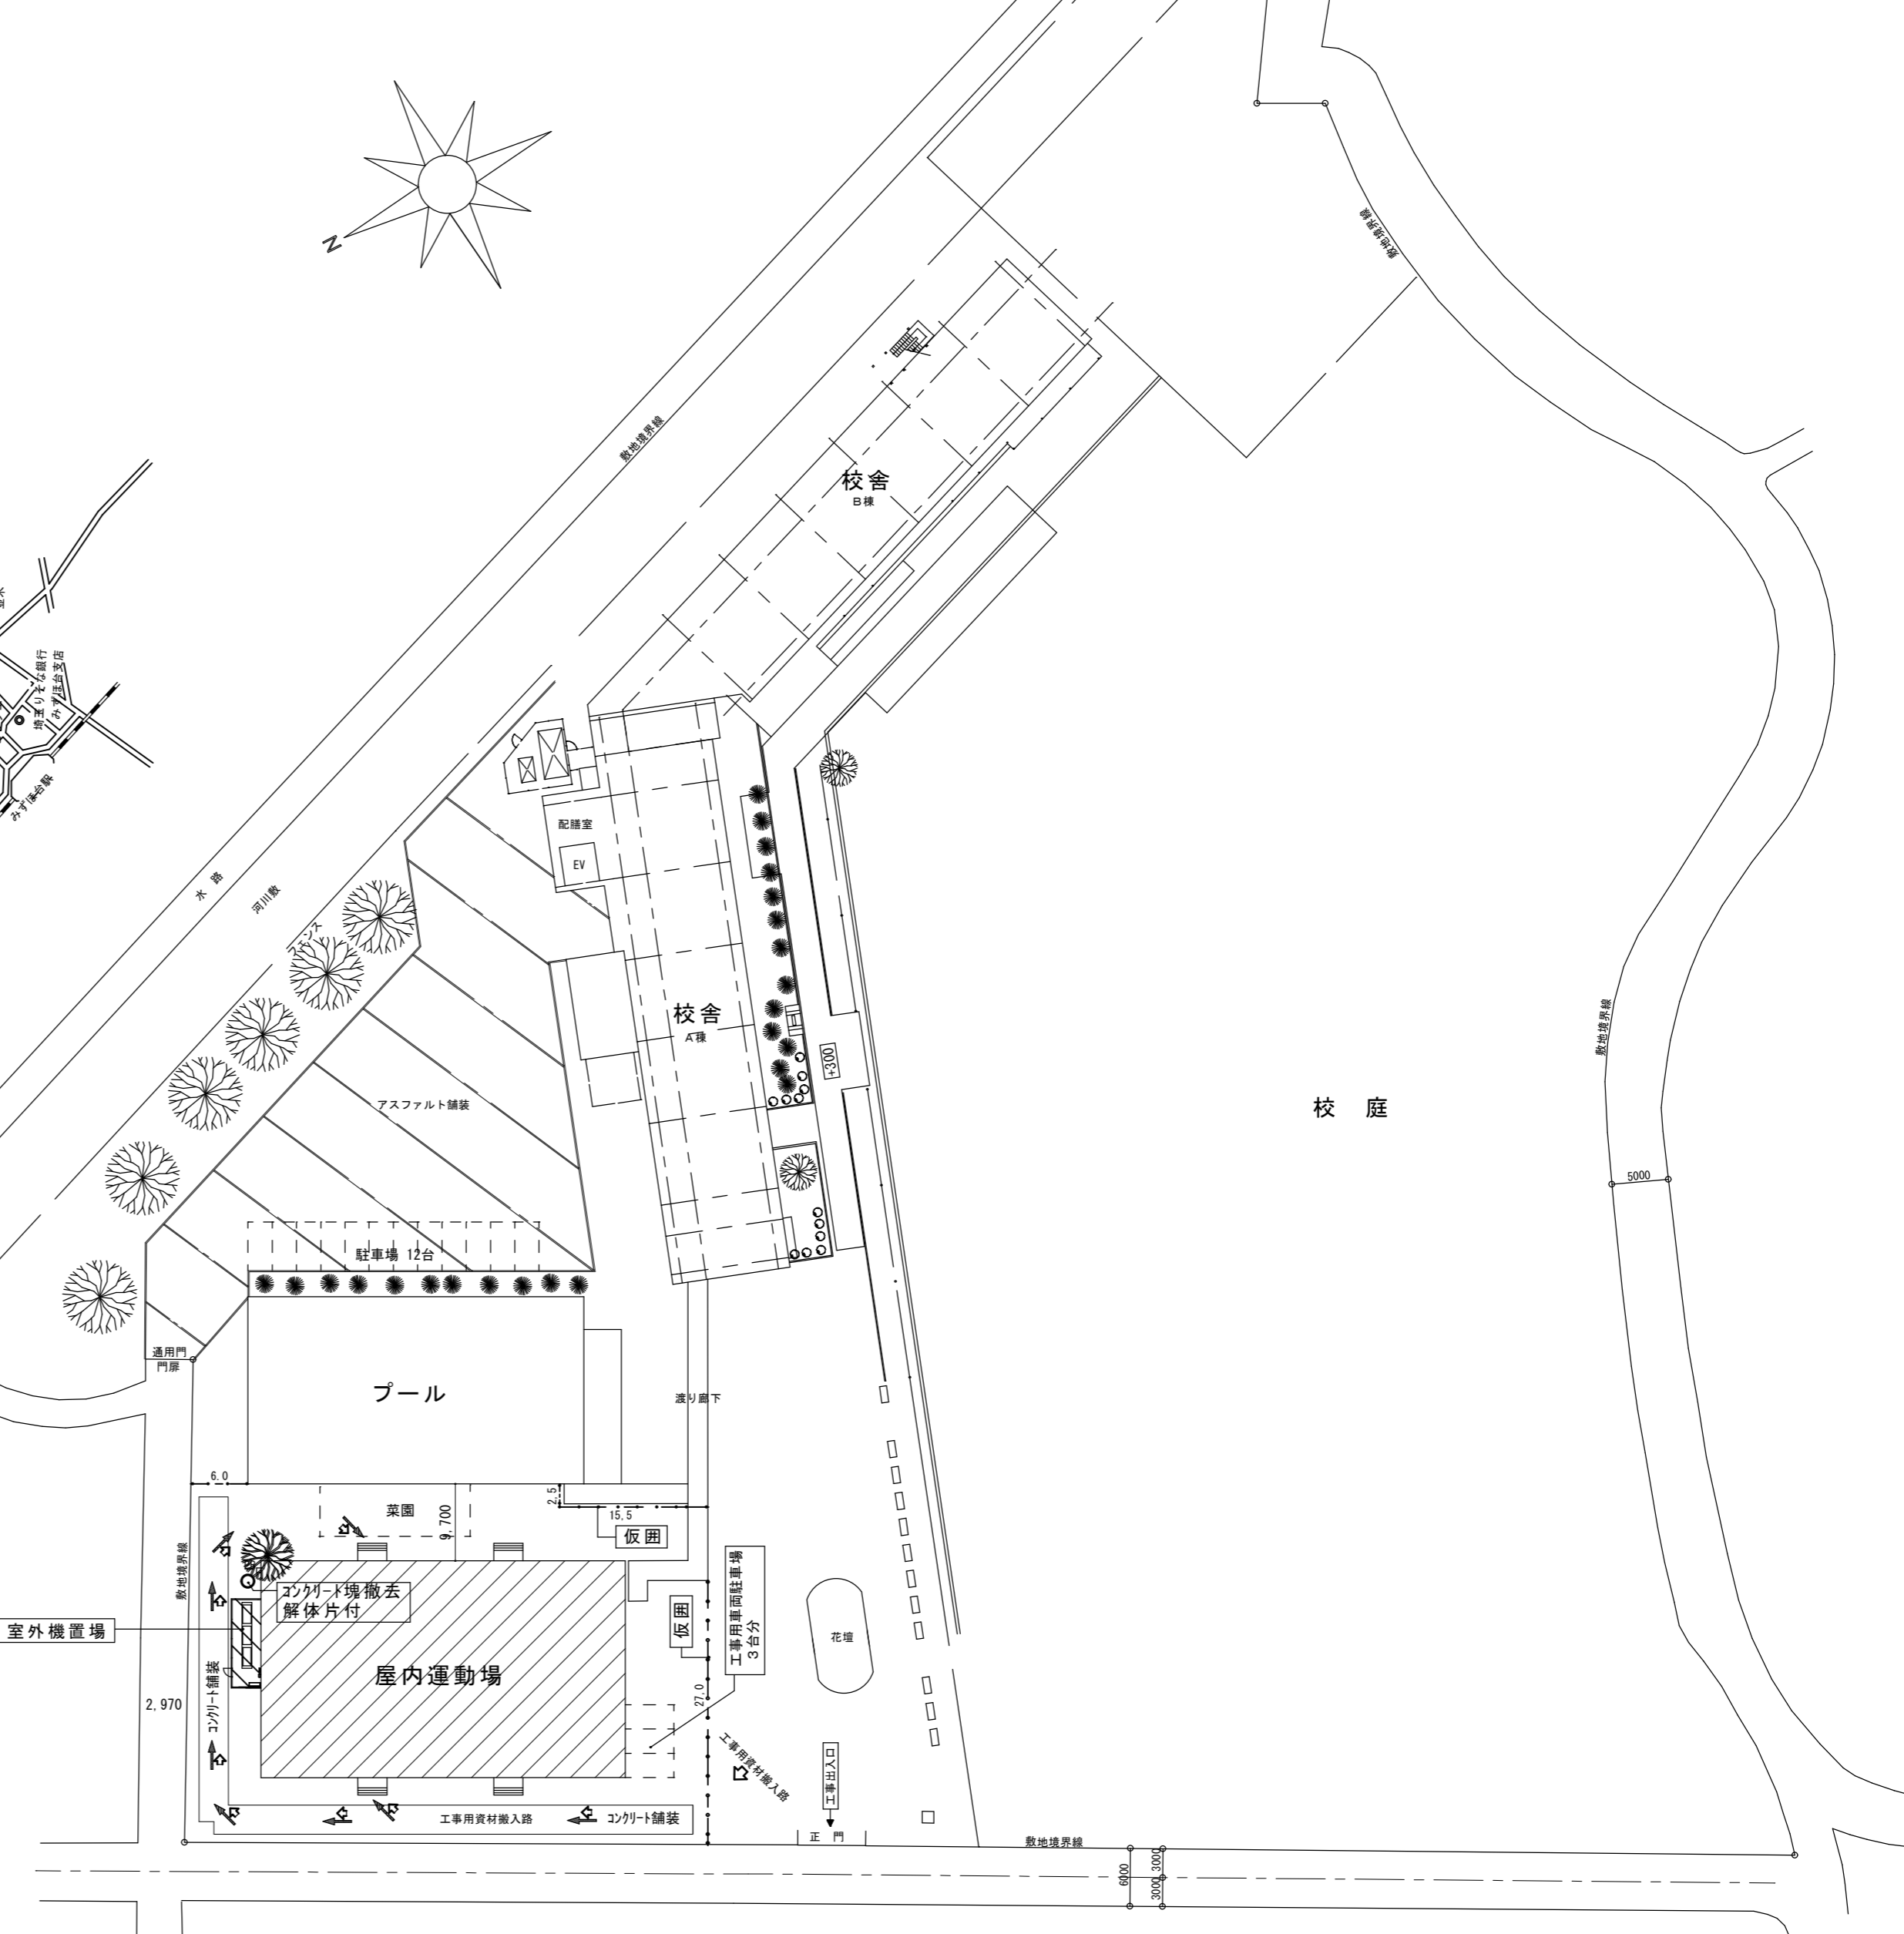 N
敷地境界線
敷地境界線
校舎
B棟
埼玉りそな銀行
みずほ台支店
みずほ台駅
水 路
河川敷
フェンス
配膳室
EV
校舎
A棟
+300
アスファルト舗装
敷地境界線
校 庭
5000
駐車場 12台
通用門
門扉
プール
渡り廊下
6.0
菜園
9,700
2.5
15.5
仮囲
敷地境界線
コンクリート塊撤去
解体片付
室外機置場
仮囲
工事用車両駐車場
3台分
花壇
屋内運動場
コンクリート舗装
2,970
27.0
工事用資材搬入路
工事出入口
工事用資材搬入路
コンクリート舗装
正 門
敷地境界線
6000
3000
3000